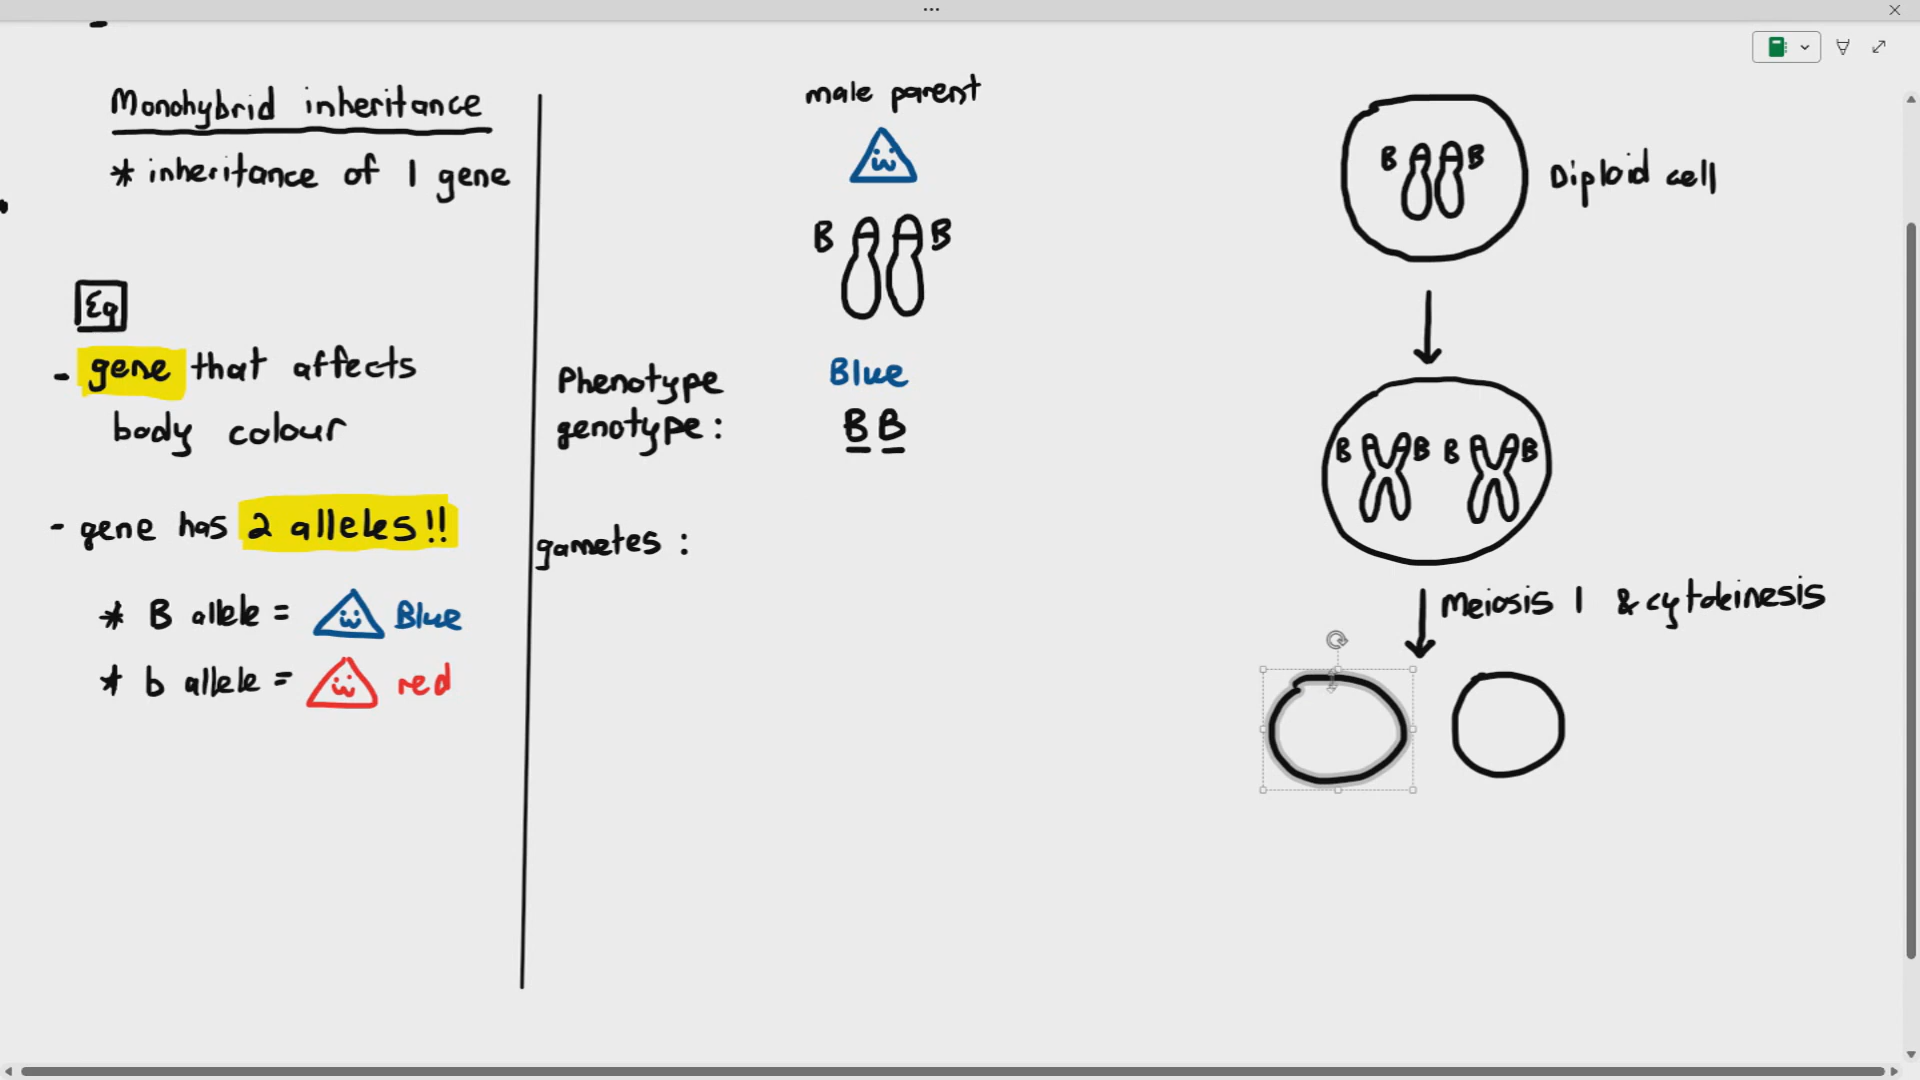 Monohybrid inheritance
* inheritance of 1 gene
Eg
- gene that affects
body colour
- gene has 2 alleles!!
* B allele = Blue
* b allele = red
male parent
B B
Phenotype Blue
genotype: BB
gametes:
B B Diploid cell
B B B B
Meiosis 1 & cytokinesis